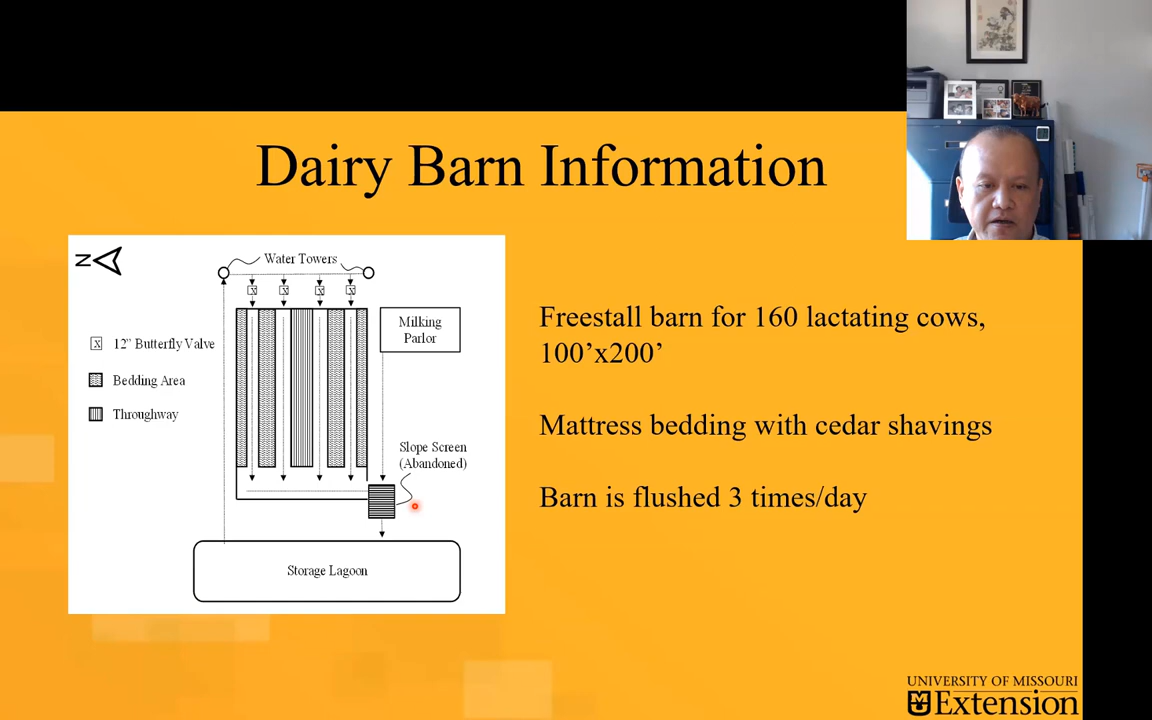 Dairy Barn Information
N
Water Towers
X X X X
Milking
Parlor
X 12" Butterfly Valve
Bedding Area
Throughway
Slope Screen
(Abandoned)
Storage Lagoon
Freestall barn for 160 lactating cows,
100’x200’
Mattress bedding with cedar shavings
Barn is flushed 3 times/day
UNIVERSITY OF MISSOURI
Extension